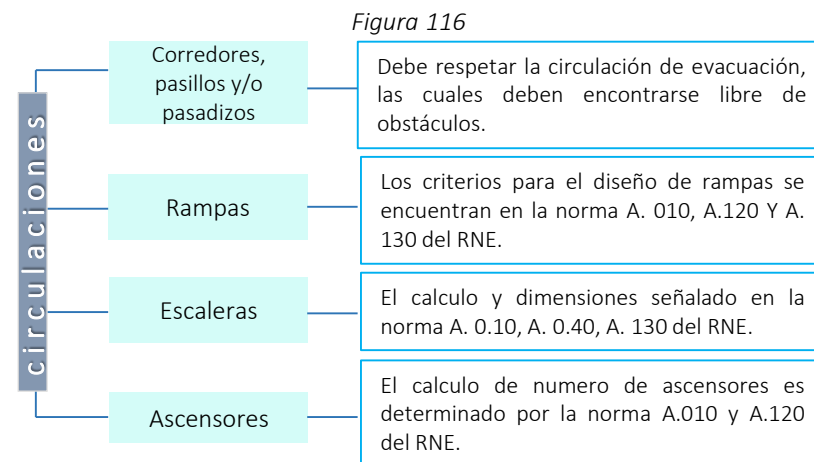 Figura 116
circulaciones
Corredores,
pasillos y/o
pasadizos
Debe respetar la circulación de evacuación,
las cuales deben encontrarse libre de
obstáculos.
Rampas
Los criterios para el diseño de rampas se
encuentran en la norma A. 010, A.120 Y A.
130 del RNE.
Escaleras
El calculo y dimensiones señalado en la
norma A. 0.10, A. 0.40, A. 130 del RNE.
Ascensores
El calculo de numero de ascensores es
determinado por la norma A.010 y A.120
del RNE.